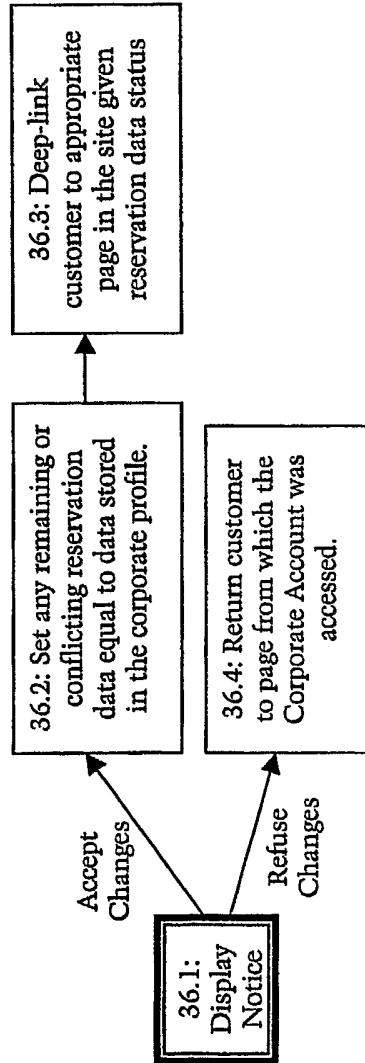 36.1:
Display
Notice
Accept
Changes
Refuse
Changes
36.2: Set any remaining or
conflicting reservation
data equal to data stored
in the corporate profile.
36.4: Return customer
to page from which the
Corporate Account was
accessed.
36.3: Deep-link
customer to appropriate
page in the site given
reservation data status